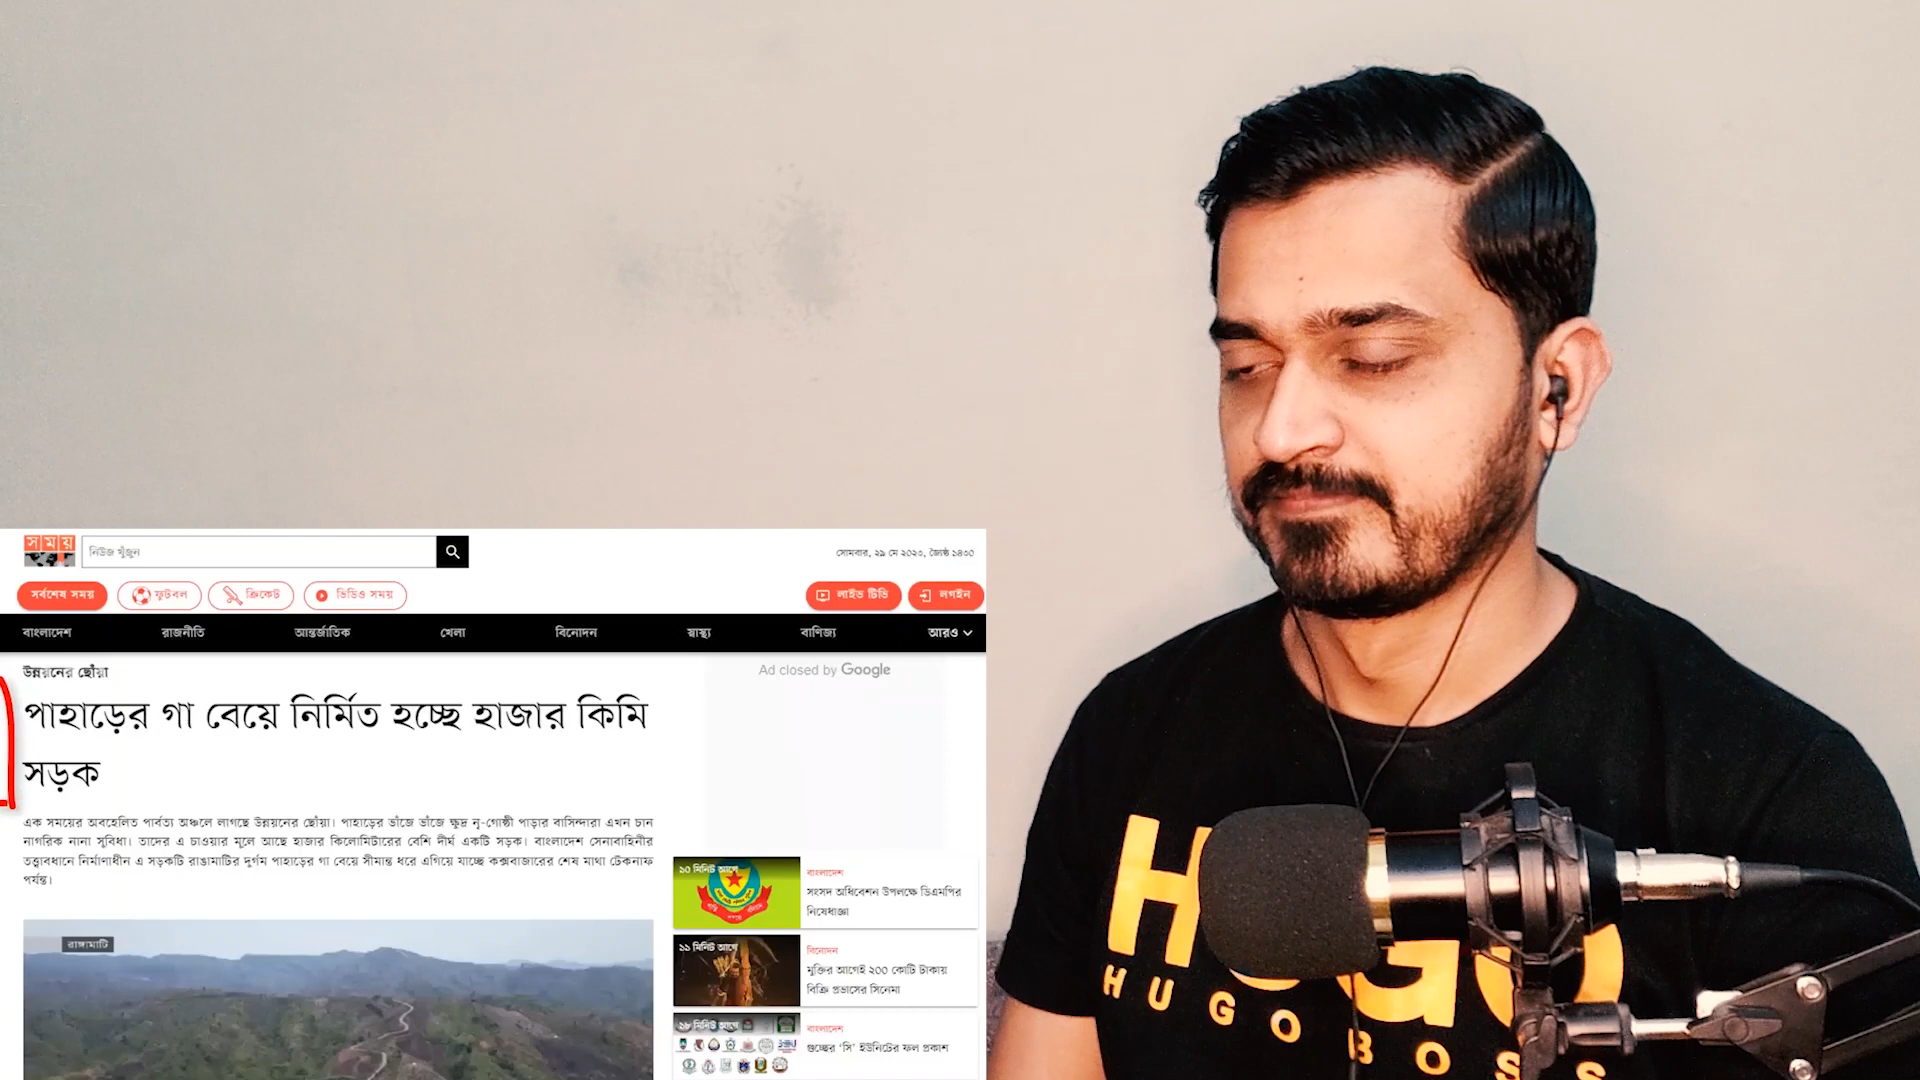 সময়
নিউজ খুঁজুন
সোমবার, ২৯ মে ২০২৩, জ্যৈষ্ঠ ১৪৩০
সর্বশেষ সময়
ফুটবল
ক্রিকেট
ভিডিও সময়
লাইভ টিভি
লগইন
বাংলাদেশ
রাজনীতি
আন্তর্জাতিক
খেলা
বিনোদন
স্বাস্থ্য
বাণিজ্য
আরও
উন্নয়নের ছোঁয়া
পাহাড়ের গা বেয়ে নির্মিত হচ্ছে হাজার কিমি
সড়ক
এক সময়ের অবহেলিত পার্বত্য অঞ্চলে লাগছে উন্নয়নের ছোঁয়া। পাহাড়ের ভাঁজে ভাঁজে ক্ষুদ্র নৃ-গোষ্ঠী পাড়ার বাসিন্দারা এখন চান
নাগরিক নানা সুবিধা। তাদের এ চাওয়ার মূলে আছে হাজার কিলোমিটারের বেশি দীর্ঘ একটি সড়ক। বাংলাদেশ সেনাবাহিনীর
তত্ত্বাবধানে নির্মাণাধীন এ সড়কটি রাঙামাটির দুর্গম পাহাড়ের গা বেয়ে সীমান্ত ধরে এগিয়ে যাচ্ছে কক্সবাজারের শেষ মাথা টেকনাফ
পর্যন্ত।
রাঙ্গামাটি
Ad closed by Google
১০ মিনিট আগে
বাংলাদেশ
সংসদ অধিবেশন উপলক্ষে ডিএমপির
নিষেধাজ্ঞা
১১ মিনিট আগে
বিনোদন
মুক্তির আগেই ২০০ কোটি টাকায়
বিক্রি প্রভাসের সিনেমা
১৮ মিনিট আগে
বাংলাদেশ
গুচ্ছের 'সি' ইউনিটের ফল প্রকাশ
HUGO
HUGO BOSS